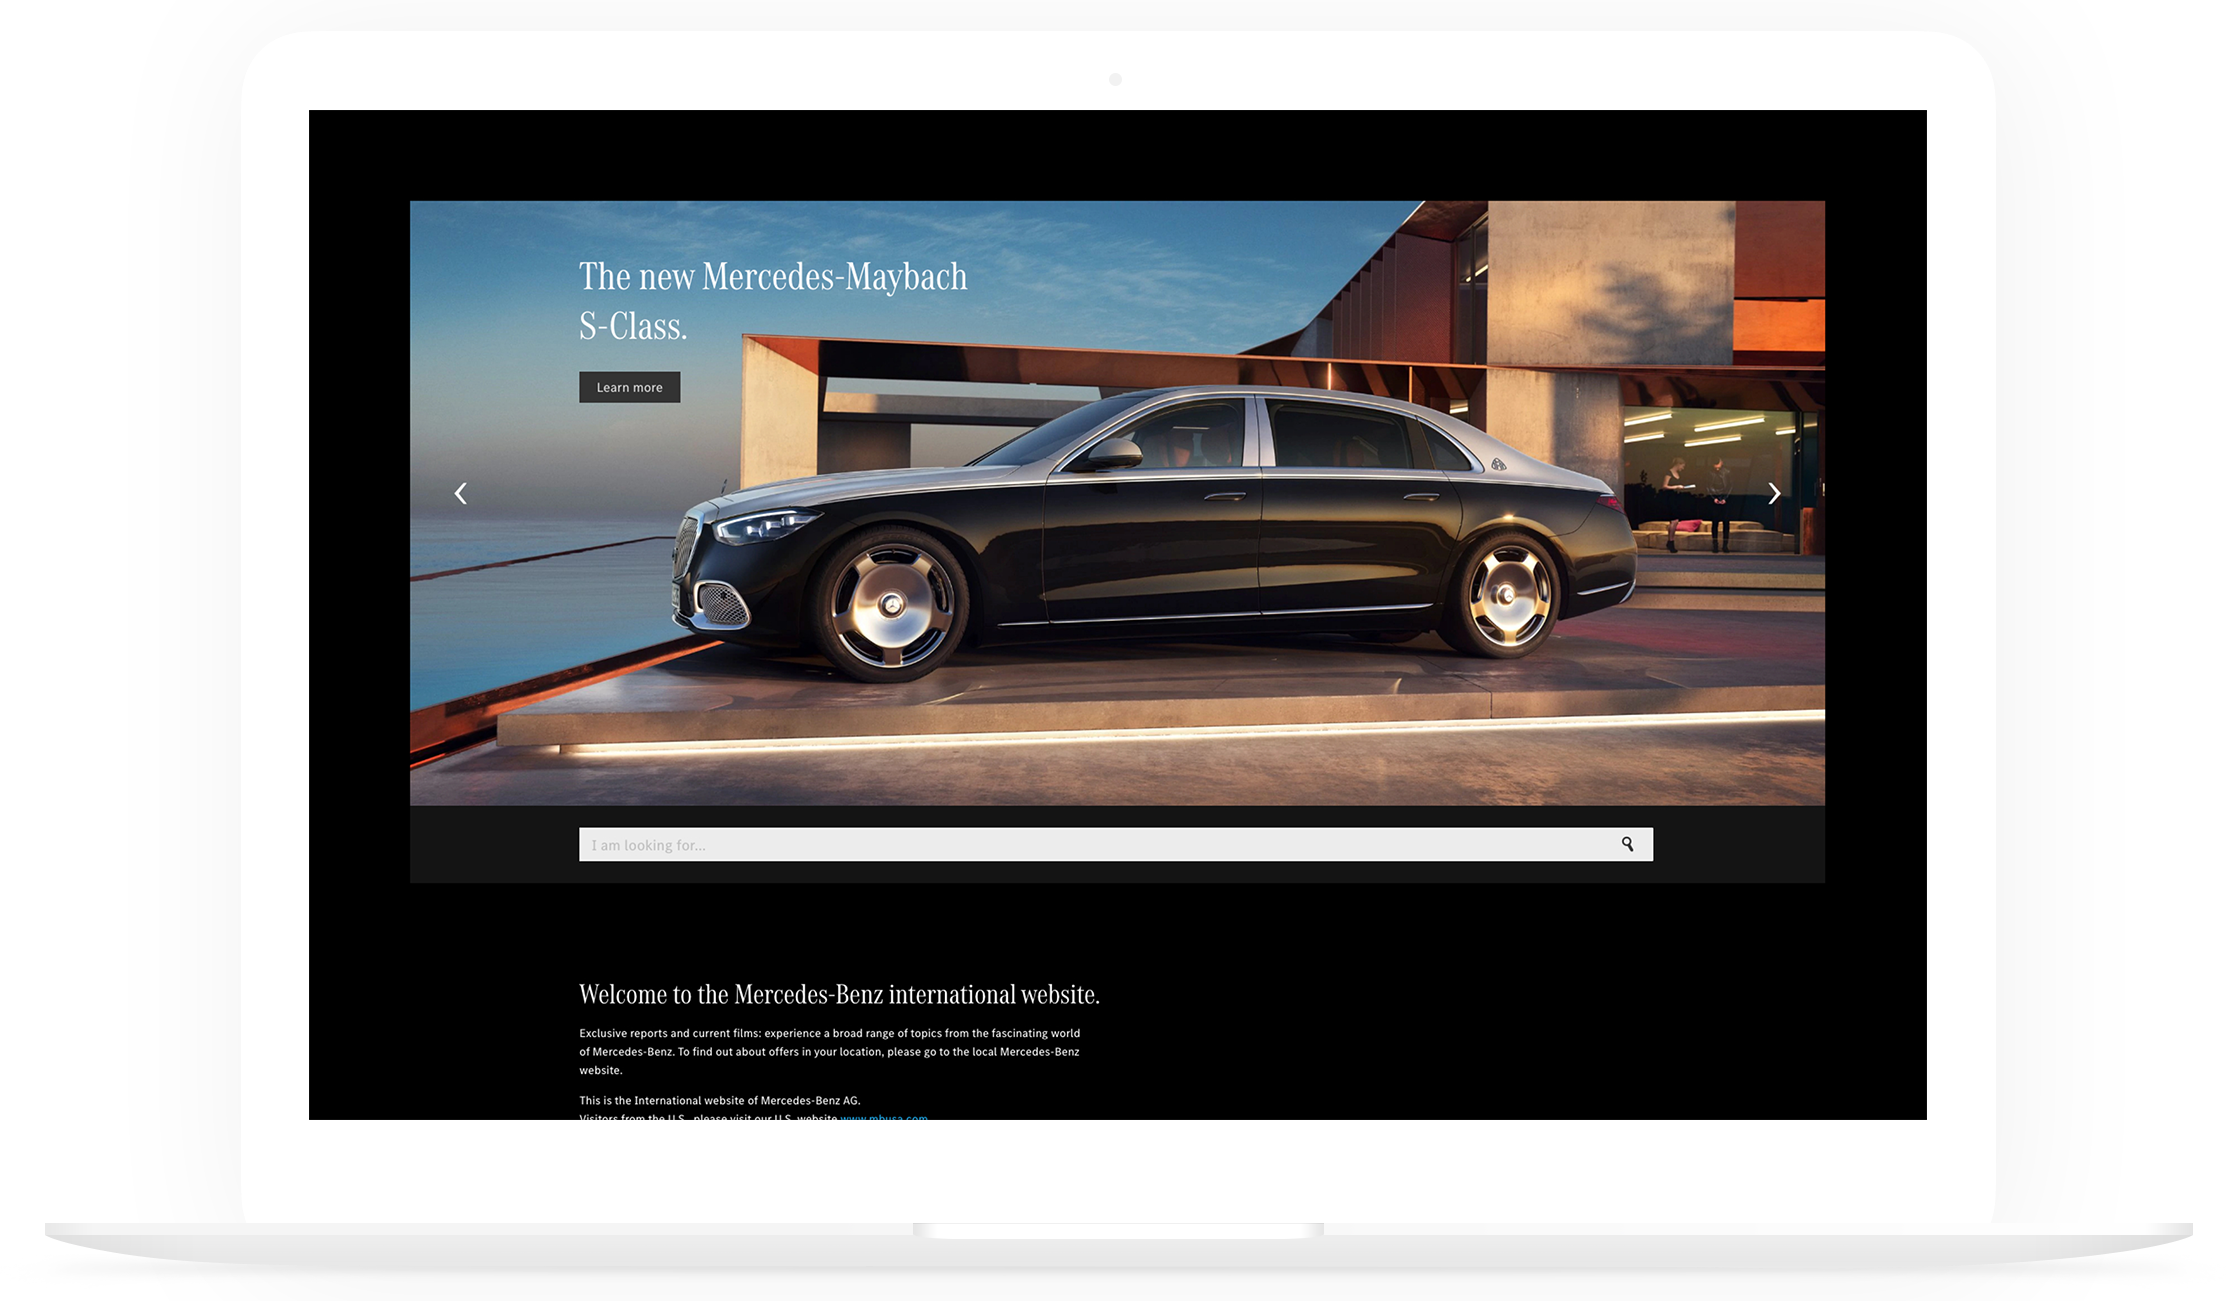 The new Mercedes-Maybach
S-Class.
Learn more
I am looking for...
Welcome to the Mercedes-Benz international website.
Exclusive reports and current films: experience a broad range of topics from the fascinating world
of Mercedes-Benz. To find out about offers in your location, please go to the local Mercedes-Benz
website.
This is the International website of Mercedes-Benz AG.
Visitors from the U.S., please visit our U.S. website www.mbusa.com